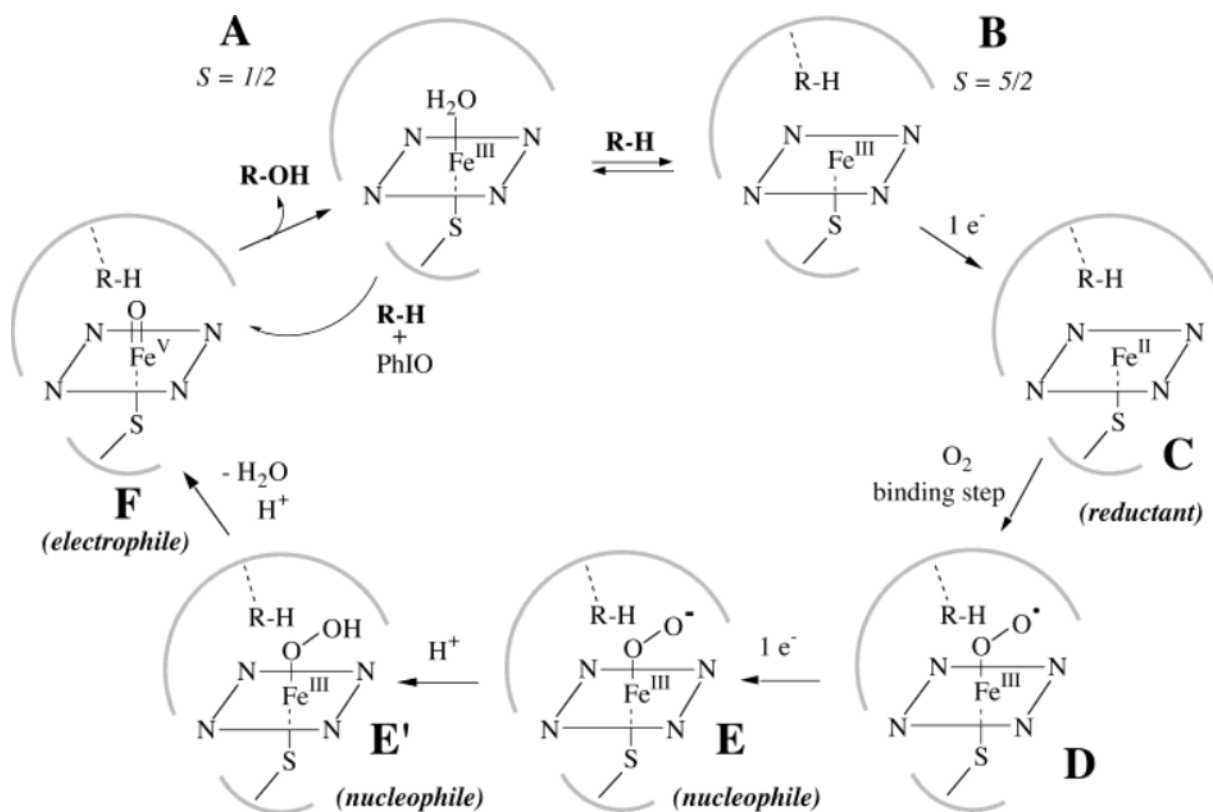 A
S = 1/2
H₂O
N N
Feᴵᴵᴵ
N N
S
R-H
B
S = 5/2
R-H
N N
Feᴵᴵᴵ
N N
S
1 e⁻
R-H
N N
Feᴵᴵ
N N
S
C
(reductant)
O₂
binding step
R-H
O O•
N N
Feᴵᴵᴵ
N N
S
D
1 e⁻
R-H
O O⁻
N N
Feᴵᴵᴵ
N N
S
E
(nucleophile)
H⁺
R-H
O OH
N N
Feᴵᴵᴵ
N N
S
E'
(nucleophile)
- H₂O
H⁺
R-H
O
N N
Feⱽ
N N
S
F
(electrophile)
R-OH
R-H
+
PhIO